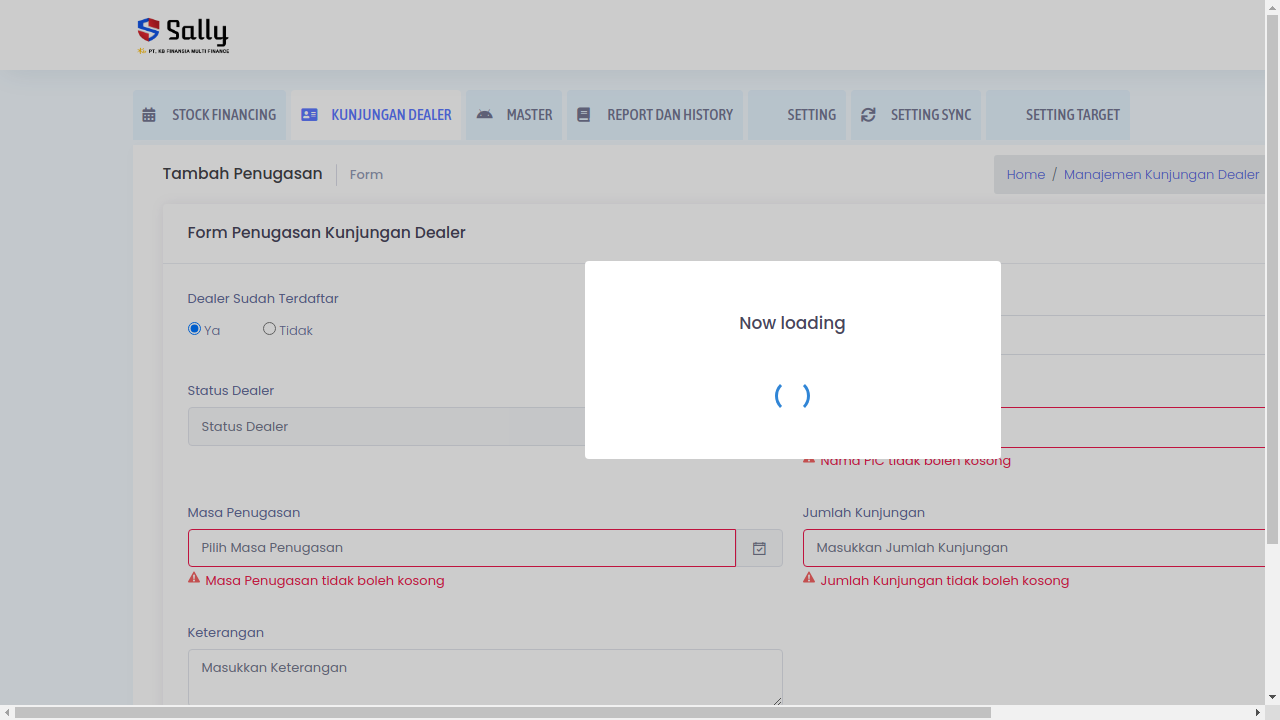 Sally
PT. KB FINANSIA MULTI FINANCE
STOCK FINANCING
KUNJUNGAN DEALER
MASTER
REPORT DAN HISTORY
SETTING
SETTING SYNC
SETTING TARGET
Tambah Penugasan
Form
Home / Manajemen Kunjungan Dealer
Form Penugasan Kunjungan Dealer
Dealer Sudah Terdaftar
Ya
Tidak
Now loading
Status Dealer
Status Dealer
Nama PIC tidak boleh kosong
Masa Penugasan
Jumlah Kunjungan
Pilih Masa Penugasan
Masukkan Jumlah Kunjungan
Masa Penugasan tidak boleh kosong
Jumlah Kunjungan tidak boleh kosong
Keterangan
Masukkan Keterangan